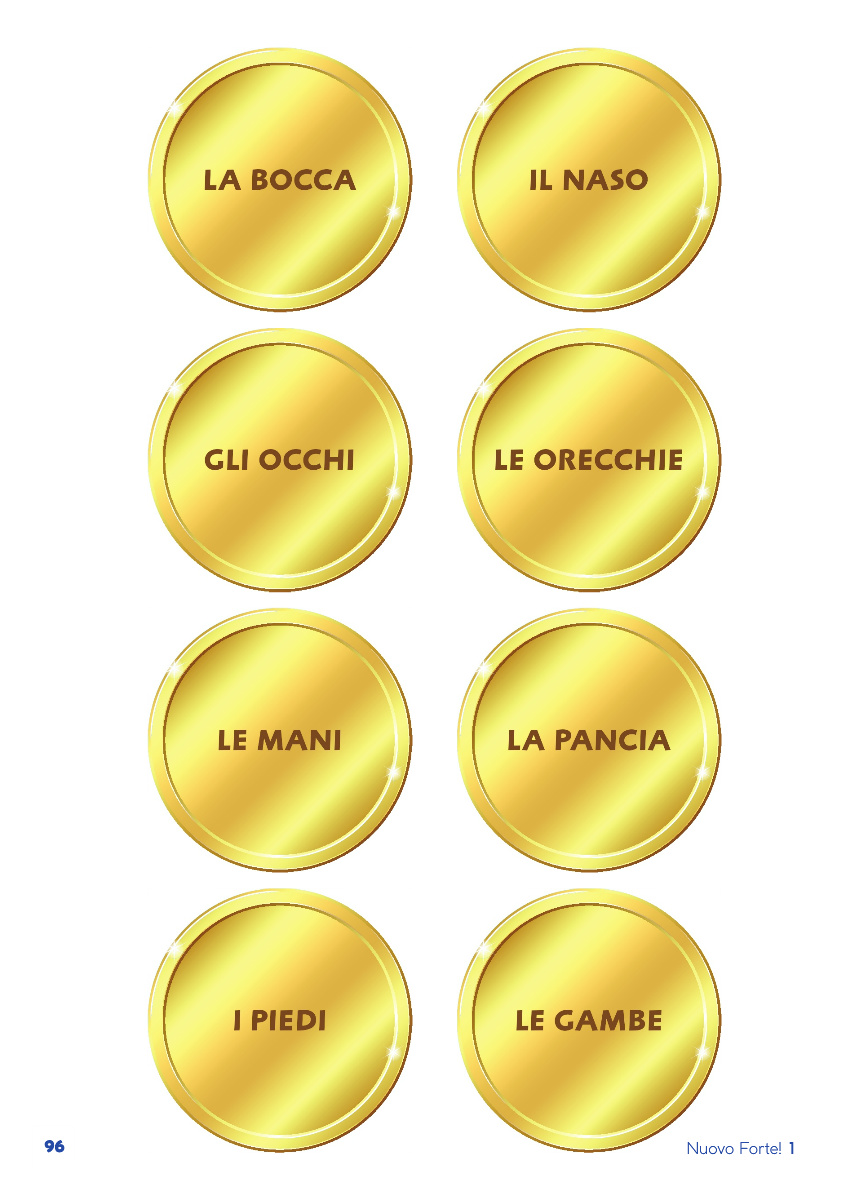 LA BOCCA
IL NASO
GLI OCCHI
LE ORECCHIE
LE MANI
LA PANCIA
I PIEDI
LE GAMBE
96
Nuovo Forte! 1